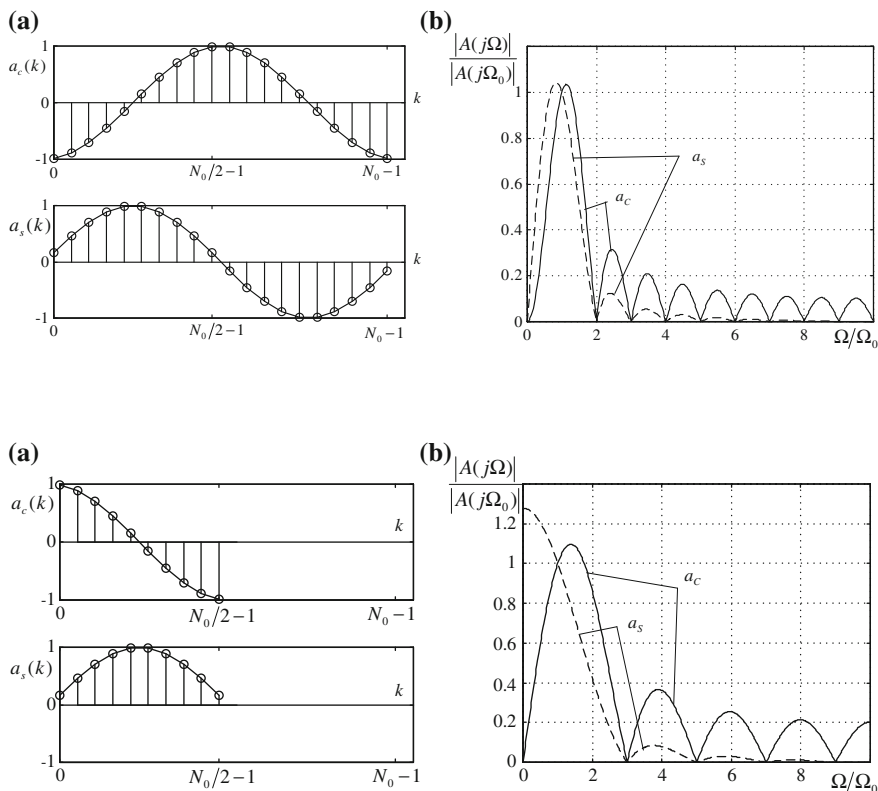 (a)
a_c(k)
1
0
-1
k
0
N_0/2−1
N_0−1
a_s(k)
1
0
-1
k
0
N_0/2−1
N_0−1
(b)
|A(jΩ)|
|A(jΩ_0)|
1
0.8
0.6
0.4
0.2
0
a_s
a_c
0 2 4 6 8 Ω/Ω_0
(a)
a_c(k)
1
0
-1
k
0
N_0/2−1
N_0−1
a_s(k)
1
0
-1
k
0
N_0/2−1
N_0−1
(b)
|A(jΩ)|
|A(jΩ_0)|
1.2
1
0.8
0.6
0.4
0.2
0
a_c
a_s
0 2 4 6 8 Ω/Ω_0